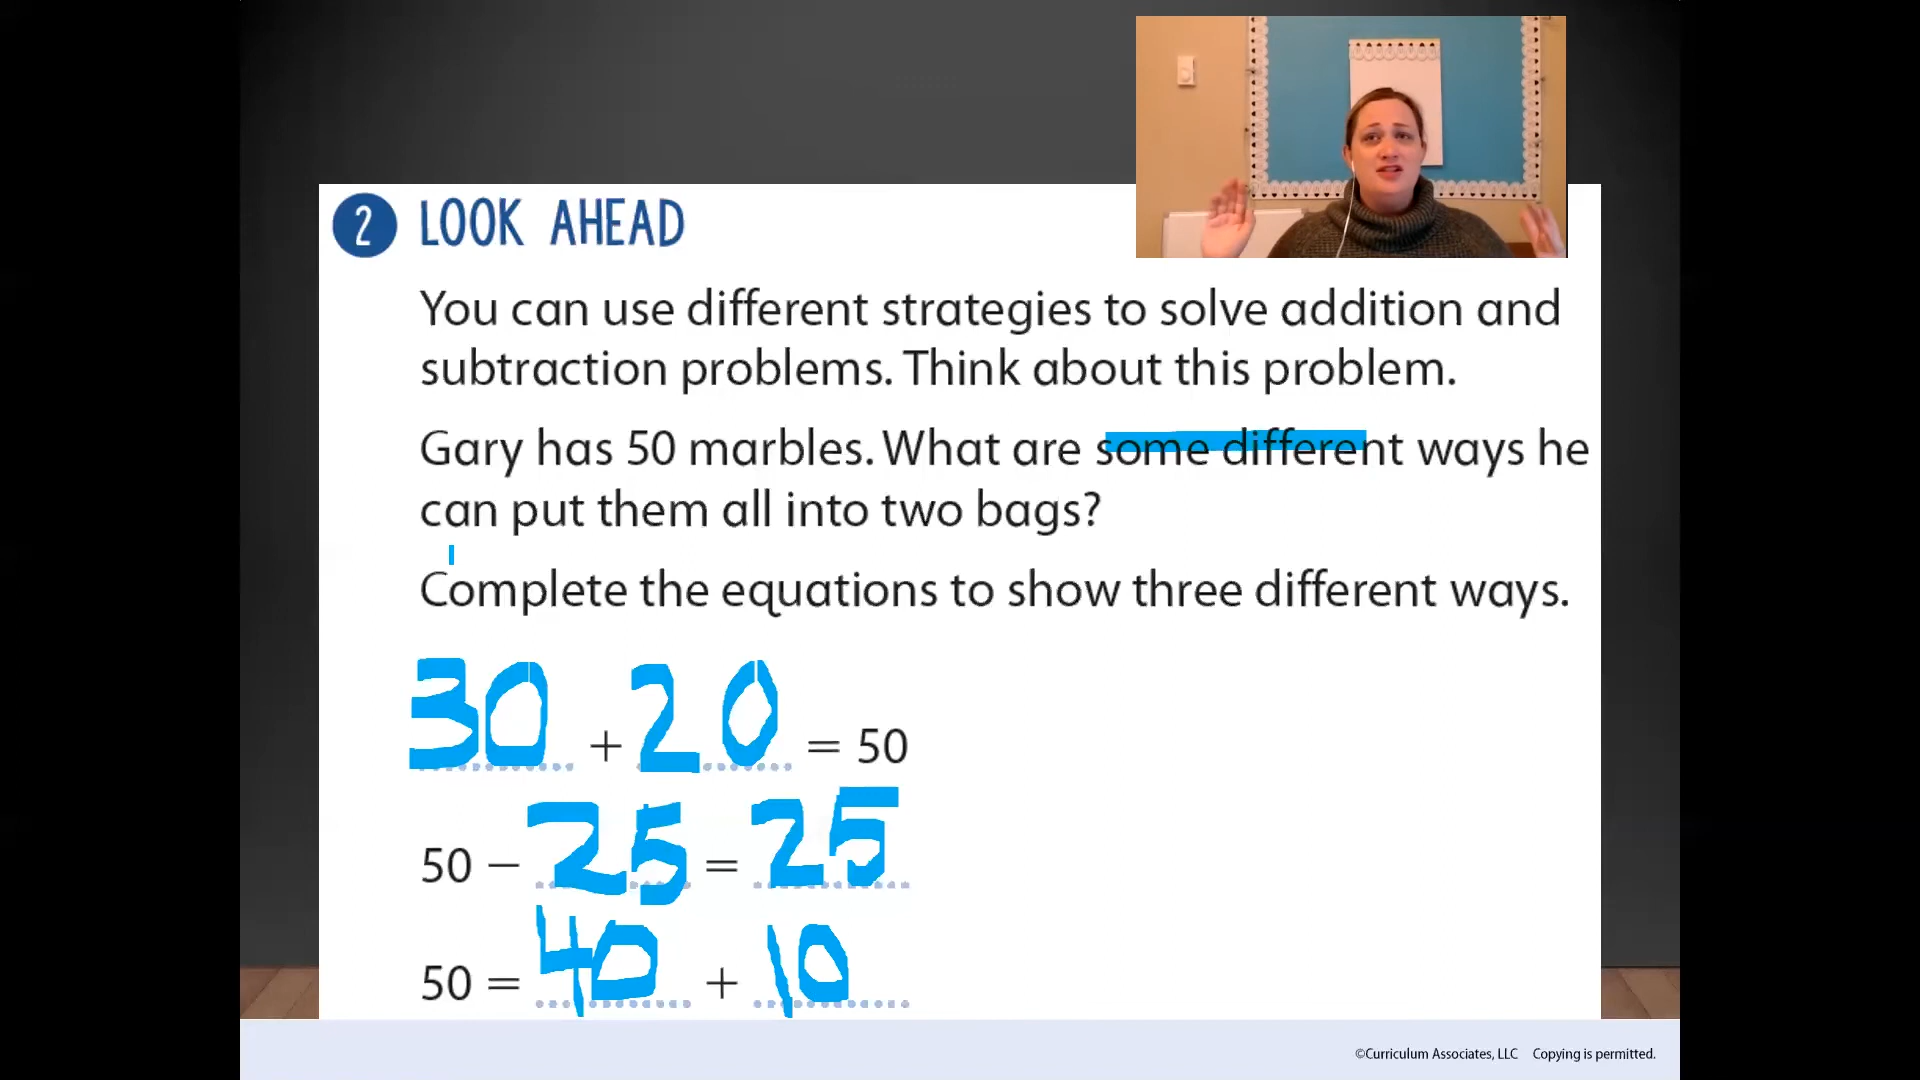 2 LOOK AHEAD
You can use different strategies to solve addition and
subtraction problems. Think about this problem.
Gary has 50 marbles. What are some different ways he
can put them all into two bags?
Complete the equations to show three different ways.
30 + 20 = 50
50 − 25 = 25
50 = 40 + 10
©Curriculum Associates, LLC Copying is permitted.